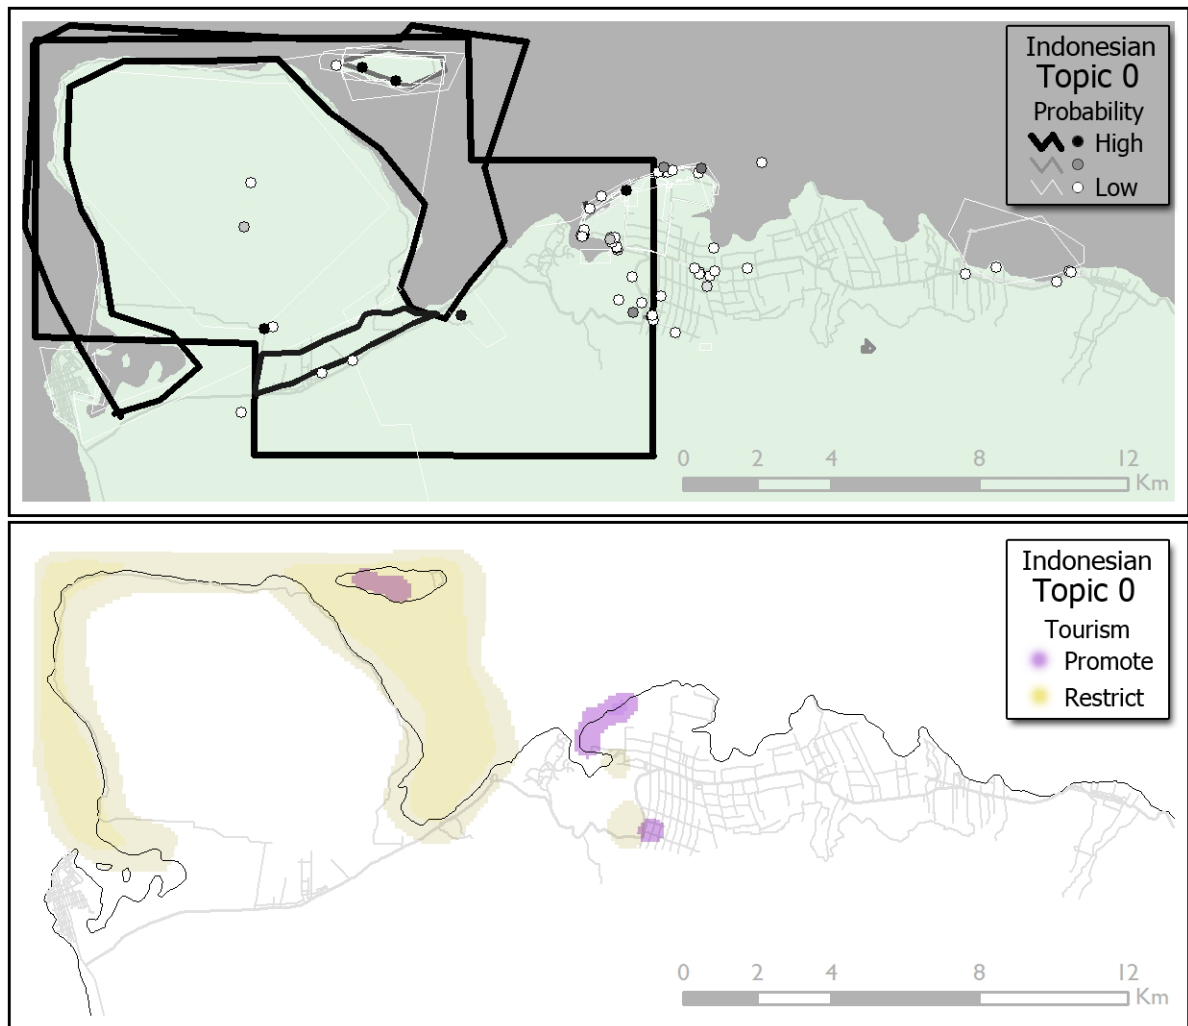 Indonesian
Topic 0
Probability
High
Low
0 2 4 8 12
Km
Indonesian
Topic 0
Tourism
Promote
Restrict
0 2 4 8 12
Km